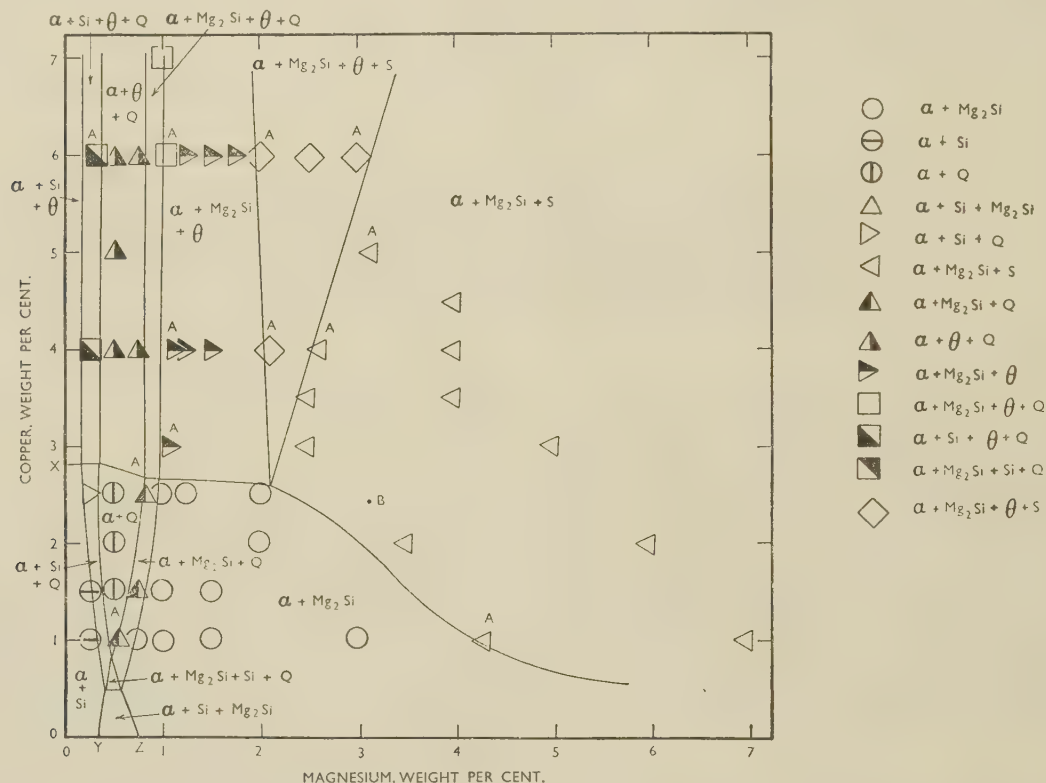 α + Si + θ + Q
α + Mg2Si + θ + Q
α + Mg2Si + θ + S
α + θ
+ Q
α + Si
+ θ
α + Mg2Si
+ θ
α + Mg2Si + S
A
A
A
A
A
A
A
A
A
A
A
A
B
α + Q
α + Si
+ Q
α + Mg2Si + Q
α + Mg2Si
α
+
Si
α + Mg2Si + Si + Q
α + Si + Mg2Si
7
6
5
4
3
X
2
1
0
0
Y
Z
1
2
3
4
5
6
7
COPPER, WEIGHT PER CENT.
MAGNESIUM, WEIGHT PER CENT.
α + Mg2Si
α + Si
α + Q
α + Si + Mg2Si
α + Si + Q
α + Mg2Si + S
α + Mg2Si + Q
α + θ + Q
α + Mg2Si + θ
α + Mg2Si + θ + Q
α + Si + θ + Q
α + Mg2Si + Si + Q
α + Mg2Si + θ + S